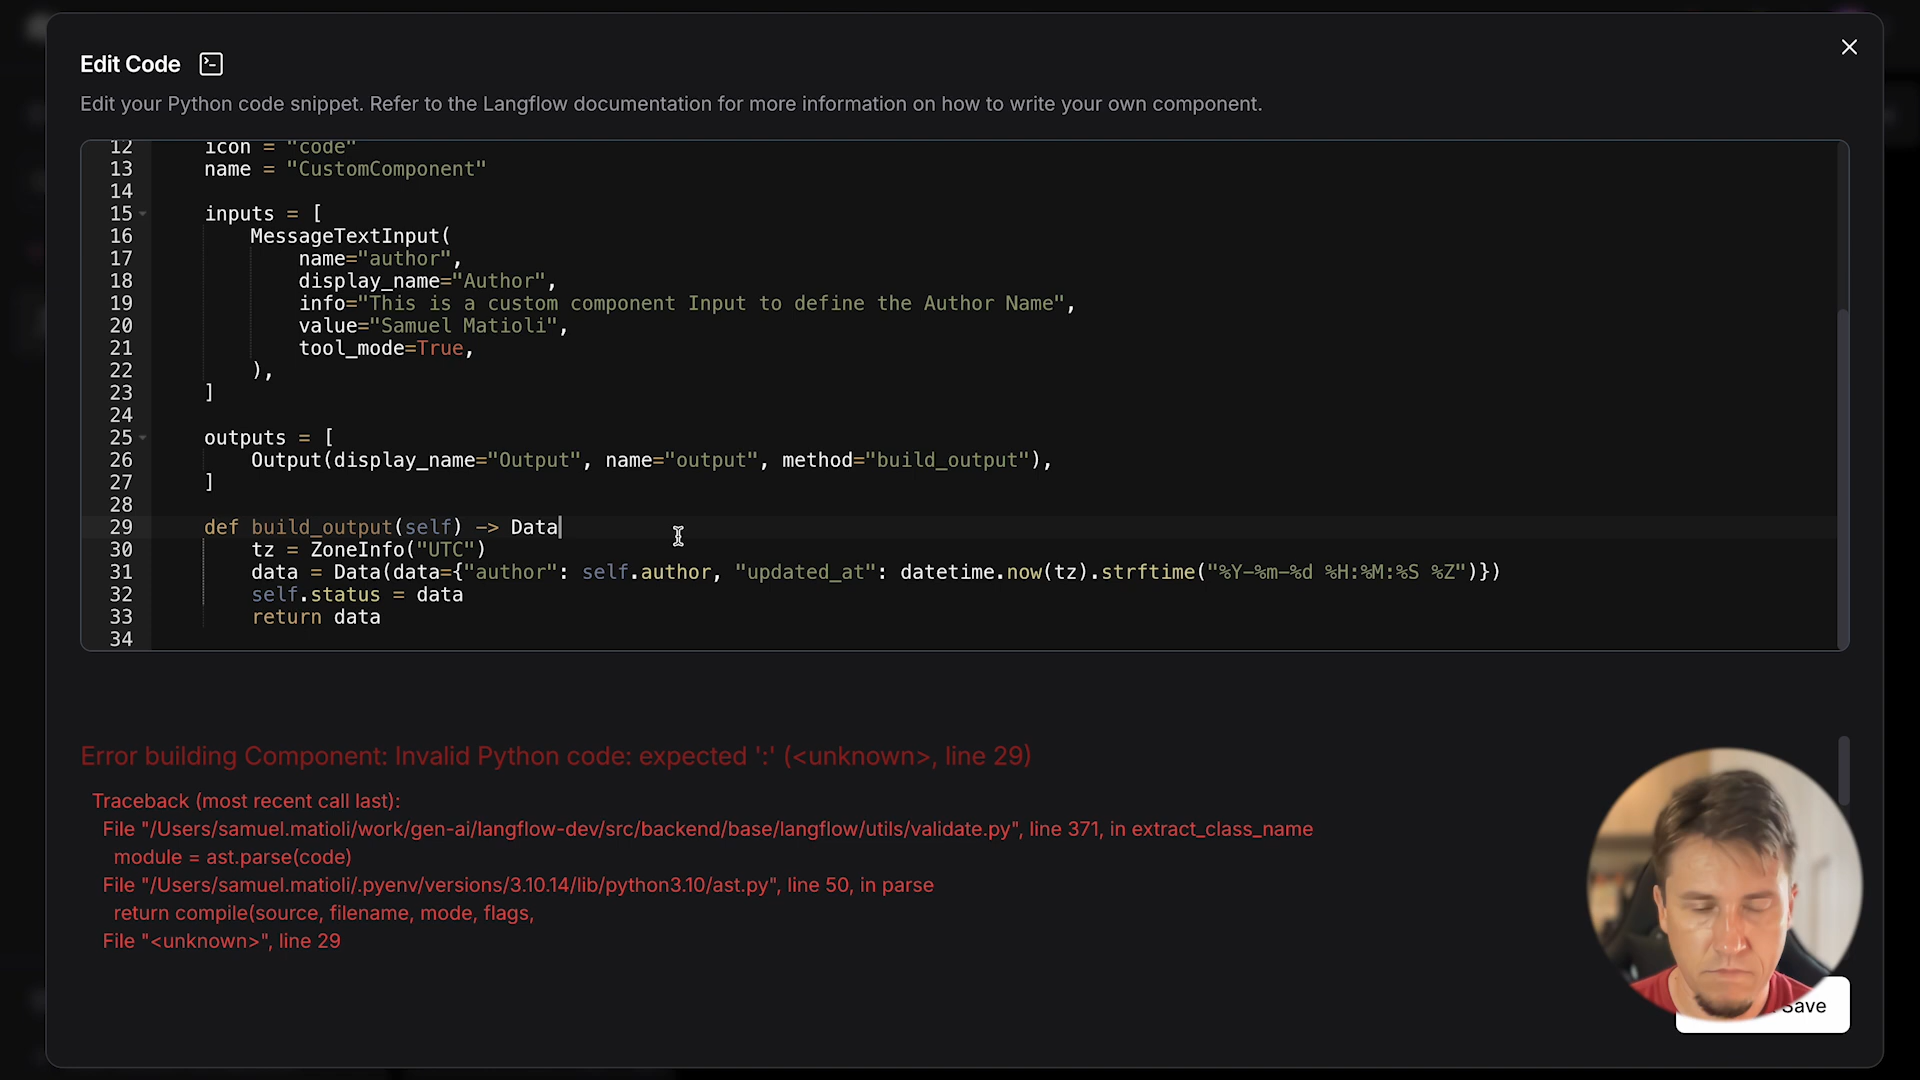 Edit Code
Edit your Python code snippet. Refer to the Langflow documentation for more information on how to write your own component.
12     icon = "code"
13     name = "CustomComponent"
14
15     inputs = [
16         MessageTextInput(
17             name="author",
18             display_name="Author",
19             info="This is a custom component Input to define the Author Name",
20             value="Samuel Matioli",
21             tool_mode=True,
22         ),
23     ]
24
25     outputs = [
26         Output(display_name="Output", name="output", method="build_output"),
27     ]
28
29     def build_output(self) -> Data
30         tz = ZoneInfo("UTC")
31         data = Data(data={"author": self.author, "updated_at": datetime.now(tz).strftime("%Y-%m-%d %H:%M:%S %Z")})
32         self.status = data
33         return data
34
Error building Component: Invalid Python code: expected ':' (<unknown>, line 29)
Traceback (most recent call last):
File "/Users/samuel.matioli/work/gen-ai/langflow-dev/src/backend/base/langflow/utils/validate.py", line 371, in extract_class_name
module = ast.parse(code)
File "/Users/samuel.matioli/.pyenv/versions/3.10.14/lib/python3.10/ast.py", line 50, in parse
return compile(source, filename, mode, flags,
File "<unknown>", line 29
Save